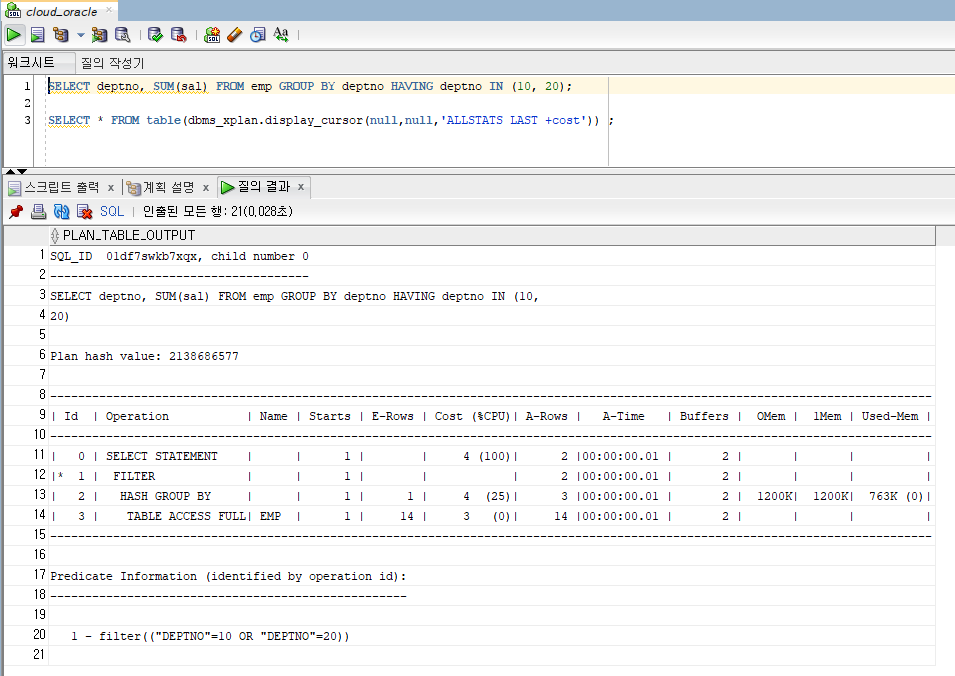 cloud_oracle
워크시트 질의 작성기
1 SELECT deptno, SUM(sal) FROM emp GROUP BY deptno HAVING deptno IN (10, 20);
2
3 SELECT * FROM table(dbms_xplan.display_cursor(null,null,'ALLSTATS LAST +cost')) ;
스크립트 출력 x 계획 설명 x 질의 결과 x
SQL 인출된 모든 행: 21(0,028초)
PLAN_TABLE_OUTPUT
1 SQL_ID  01df7swkb7xqx, child number 0
2 -------------------------------------
3 SELECT deptno, SUM(sal) FROM emp GROUP BY deptno HAVING deptno IN (10,
4 20)
5
6 Plan hash value: 2138686577
7
8 ------------------------------------------------------------------------------------------------------------------------------
9 | Id  | Operation           | Name | Starts | E-Rows | Cost (%CPU)| A-Rows |   A-Time   | Buffers |  OMem |  1Mem | Used-Mem |
10 ------------------------------------------------------------------------------------------------------------------------------
11 |   0 | SELECT STATEMENT    |      |      1 |        |     4 (100)|      2 |00:00:00.01 |       2 |       |       |          |
12 |*  1 |  FILTER             |      |      1 |        |            |      2 |00:00:00.01 |       2 |       |       |          |
13 |   2 |   HASH GROUP BY     |      |      1 |      1 |     4  (25)|      3 |00:00:00.01 |       2 |  1200K|  1200K|  763K (0)|
14 |   3 |    TABLE ACCESS FULL| EMP  |      1 |     14 |     3   (0)|     14 |00:00:00.01 |       2 |       |       |          |
15 ------------------------------------------------------------------------------------------------------------------------------
16
17 Predicate Information (identified by operation id):
18 ---------------------------------------------------
19
20    1 - filter(("DEPTNO"=10 OR "DEPTNO"=20))
21